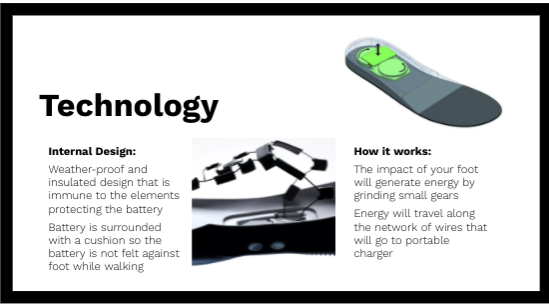 Technology
Internal Design:
Weather-proof and
insulated design that is
immune to the elements
protecting the battery
Battery is surrounded
with a cushion so the
battery is not felt against
foot while walking
How it works:
The impact of your foot
will generate energy by
grinding small gears
Energy will travel along
the network of wires that
will go to portable
charger